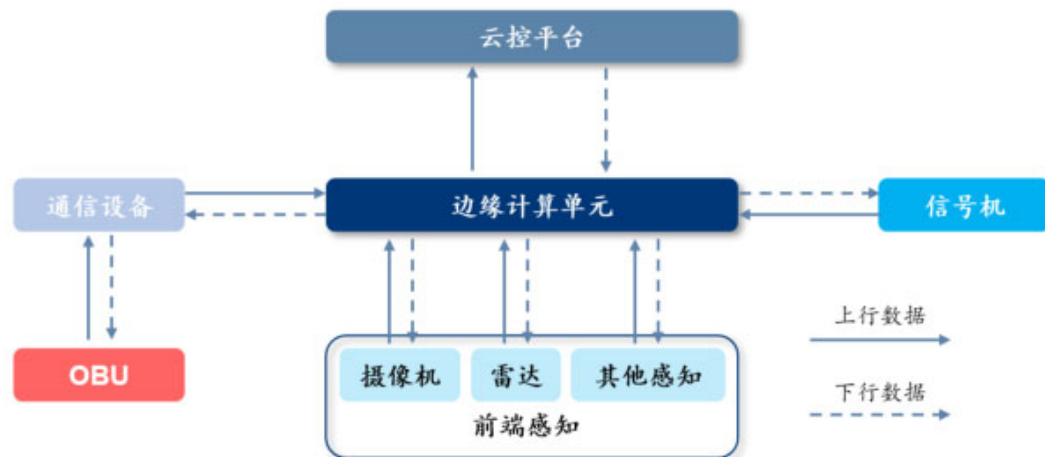 云控平台
通信设备
边缘计算单元
信号机
上行数据
OBU
摄像机
雷达
其他感知
下行数据
前端感知